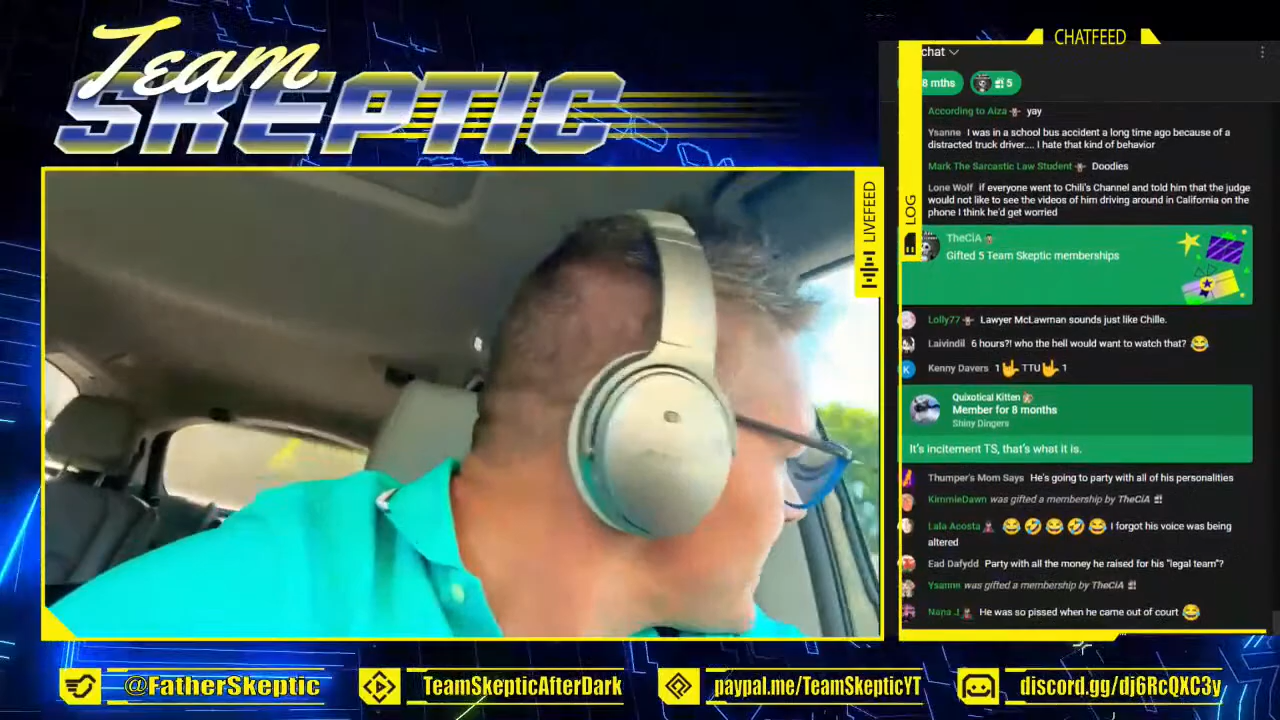 Team
SKEPTIC
CHATFEED
chat
8 mths
5
LIVEFEED
LOG
According to Aiza yay
Ysanne I was in a school bus accident a long time ago because of a
distracted truck driver.... I hate that kind of behavior
Mark The Sarcastic Law Student Doodies
Lone Wolf if everyone went to Chili's Channel and told him that the judge
would not like to see the videos of him driving around in California on the
phone I think he'd get worried
TheCiA
Gifted 5 Team Skeptic memberships
Lolly77 Lawyer McLawman sounds just like Chille.
Laivindil 6 hours?! who the hell would want to watch that? 😂
Kenny Davers 1🤘TTU🤘1
Quixotical Kitten
Member for 8 months
Shiny Dingers
It's incitement TS, that's what it is.
Thumper's Mom Says He's going to party with all of his personalities
KimmieDawn was gifted a membership by TheCiA
Lala Acosta 😂🤣😂🤣😂 I forgot his voice was being
altered
Ead Dafydd Party with all the money he raised for his "legal team"?
Ysanne was gifted a membership by TheCiA
Nana .J He was so pissed when he came out of court 😂
@FatherSkeptic
TeamSkepticAfterDark
paypal.me/TeamSkepticYT
discord.gg/dj6RcQXC3v